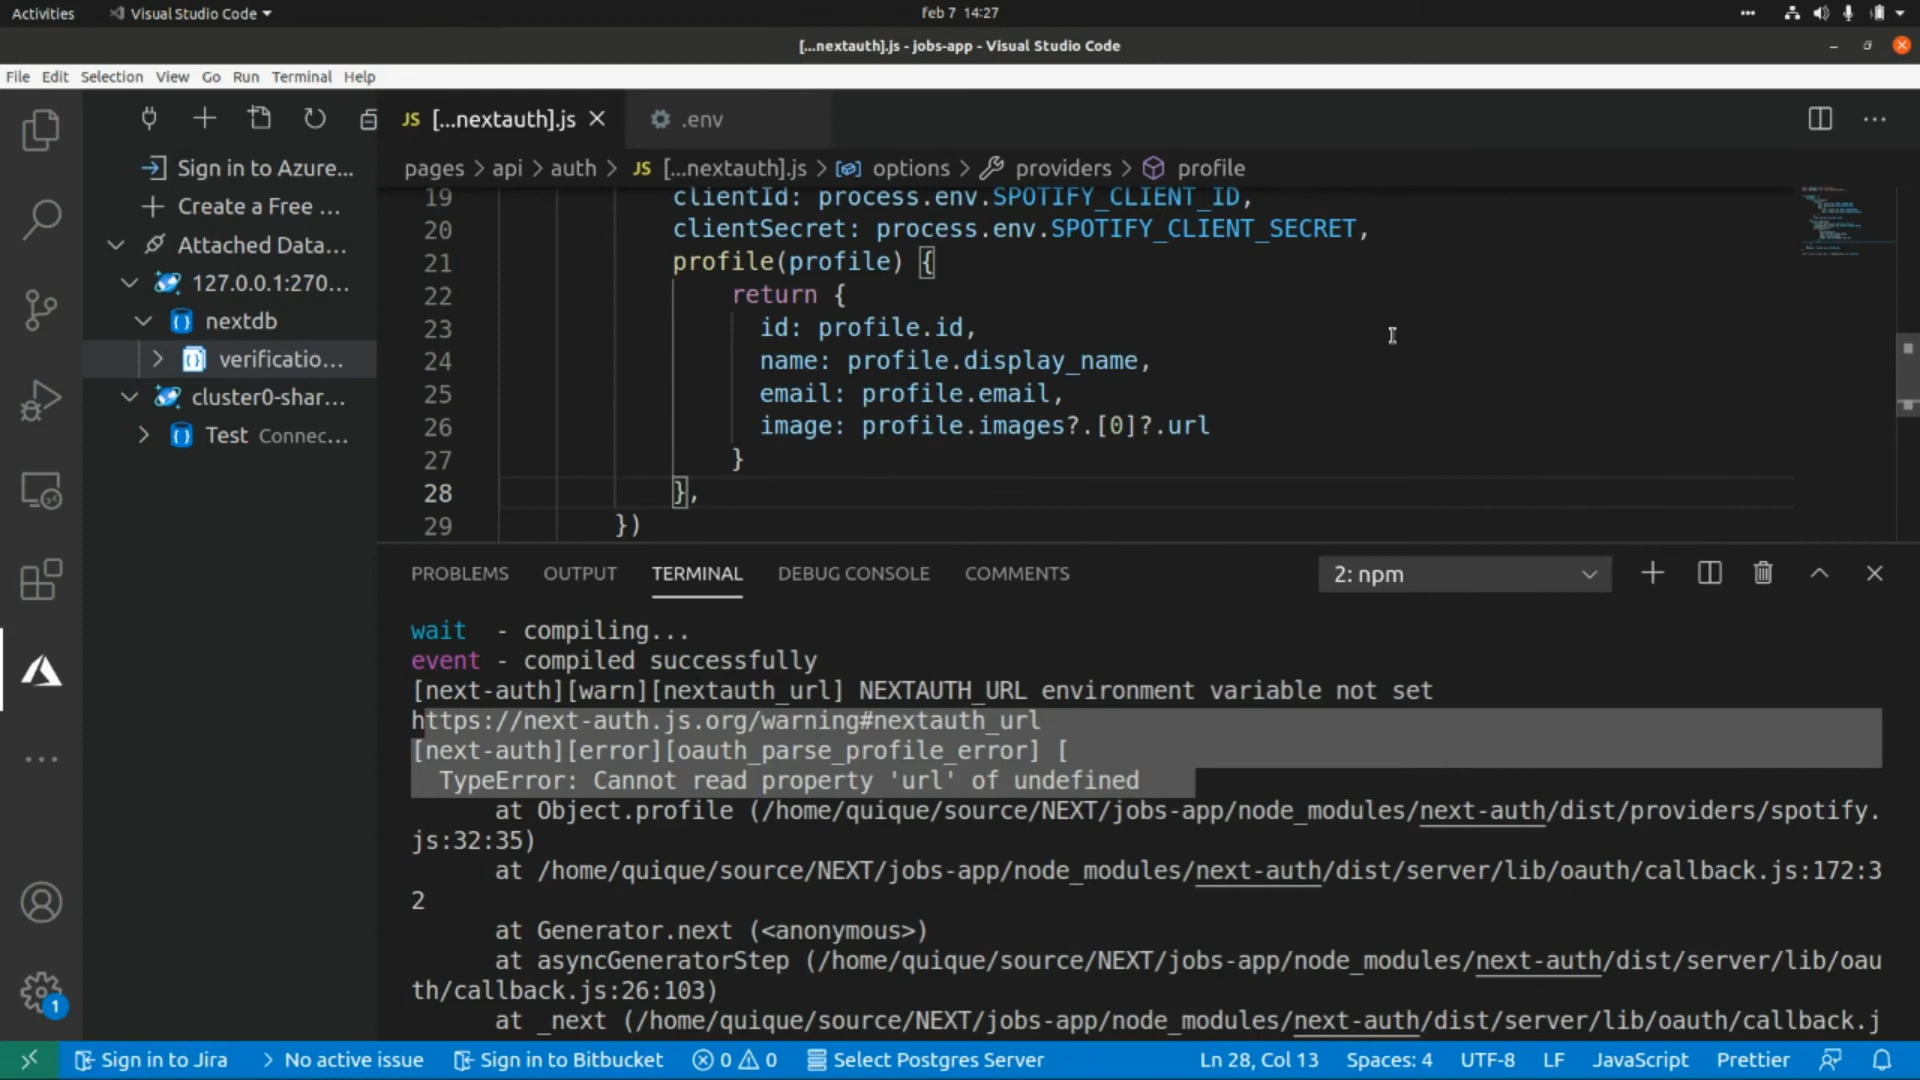 Activities
Visual Studio Code
feb 7 14:27
[...nextauth].js - jobs-app - Visual Studio Code
File Edit Selection View Go Run Terminal Help
JS [...nextauth].js
.env
Sign in to Azure...
Create a Free ...
Attached Data...
127.0.0.1:270...
nextdb
verificatio...
cluster0-shar...
Test Connec...
pages > api > auth > JS [...nextauth].js > options > providers > profile
19 clientId: process.env.SPOTIFY_CLIENT_ID,
20 clientSecret: process.env.SPOTIFY_CLIENT_SECRET,
21 profile(profile) {
22 return {
23 id: profile.id,
24 name: profile.display_name,
25 email: profile.email,
26 image: profile.images?.[0]?.url
27 }
28 },
29 })
PROBLEMS OUTPUT TERMINAL DEBUG CONSOLE COMMENTS
2: npm
wait - compiling...
event - compiled successfully
[next-auth][warn][nextauth_url] NEXTAUTH_URL environment variable not set
https://next-auth.js.org/warning#nextauth_url
[next-auth][error][oauth_parse_profile_error] [
TypeError: Cannot read property 'url' of undefined
at Object.profile (/home/quique/source/NEXT/jobs-app/node_modules/next-auth/dist/providers/spotify.
js:32:35)
at /home/quique/source/NEXT/jobs-app/node_modules/next-auth/dist/server/lib/oauth/callback.js:172:3
2
at Generator.next (<anonymous>)
at asyncGeneratorStep (/home/quique/source/NEXT/jobs-app/node_modules/next-auth/dist/server/lib/oau
th/callback.js:26:103)
at _next (/home/quique/source/NEXT/jobs-app/node_modules/next-auth/dist/server/lib/oauth/callback.j
1
Sign in to Jira
No active issue
Sign in to Bitbucket
0 0
Select Postgres Server
Ln 28, Col 13
Spaces: 4
UTF-8
LF
JavaScript
Prettier